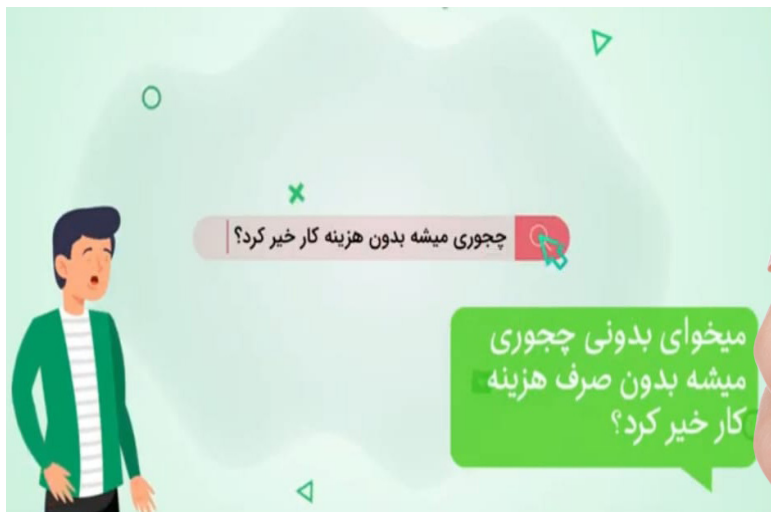 چجوری میشه بدون هزینه کار خیر کرد؟
میخوای بدونی چجوری
میشه بدون صرف هزینه
کار خیر کرد؟